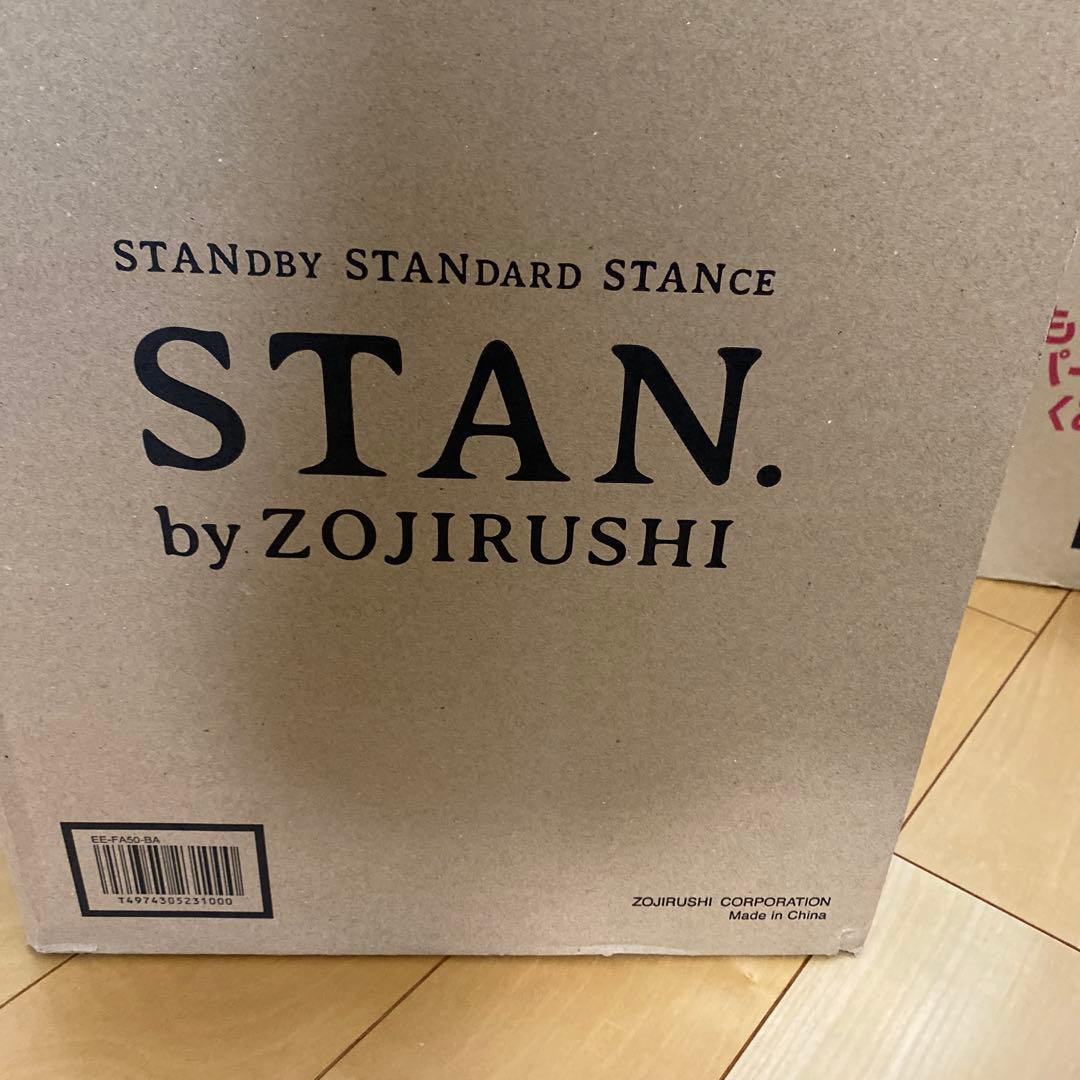 STANDBY STANDARD STANCE
STAN.
by ZOJIRUSHI
EE-FA50-BA
T4974305231000
ZOJIRUSHI CORPORATION
Made in China